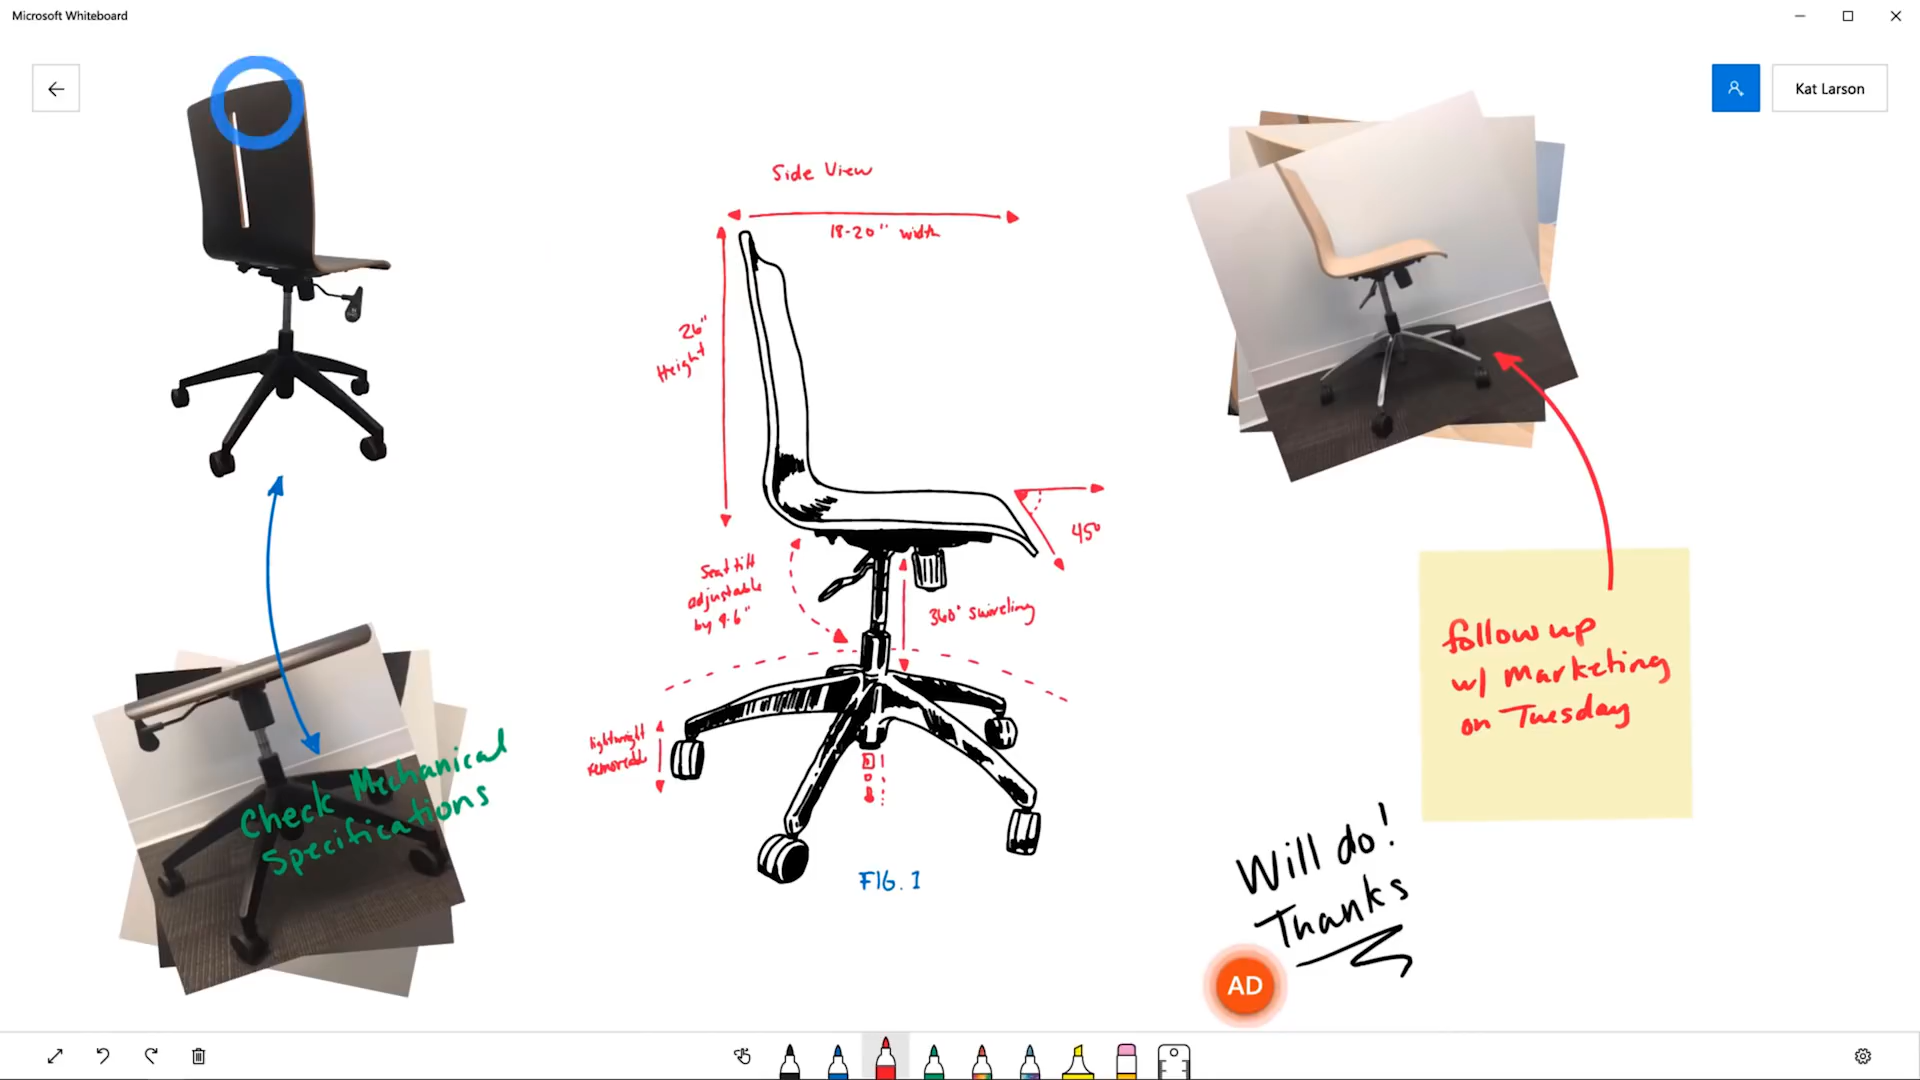 Microsoft Whiteboard
Kat Larson
Side View
18-20" width
26"
Height
45°
Seat tilt
adjustable
by 4.6"
360° swiveling
lightweight
removable
FIG. 1
Check Mechanical
Specifications
follow up
w/ Marketing
on Tuesday
Will do!
Thanks
AD